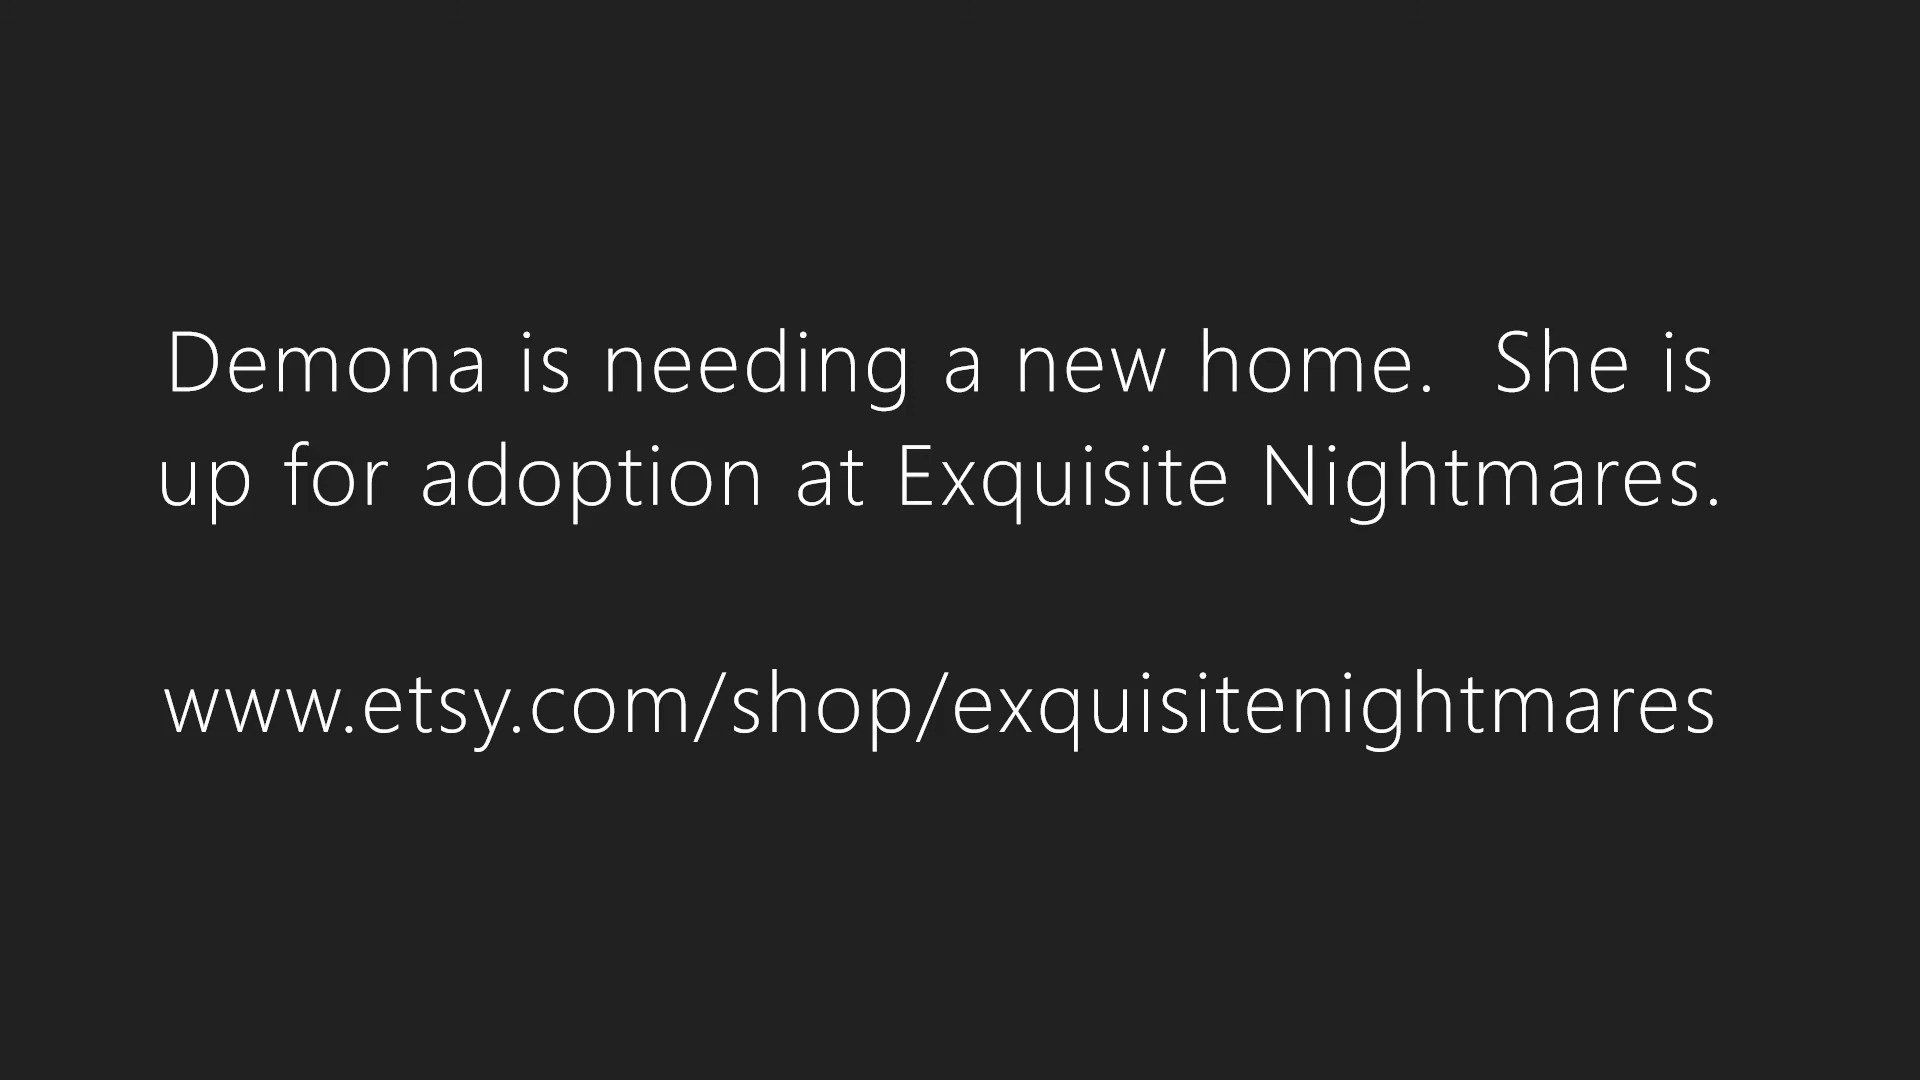 Demona is needing a new home.  She is
up for adoption at Exquisite Nightmares.
www.etsy.com/shop/exquisitenightmares